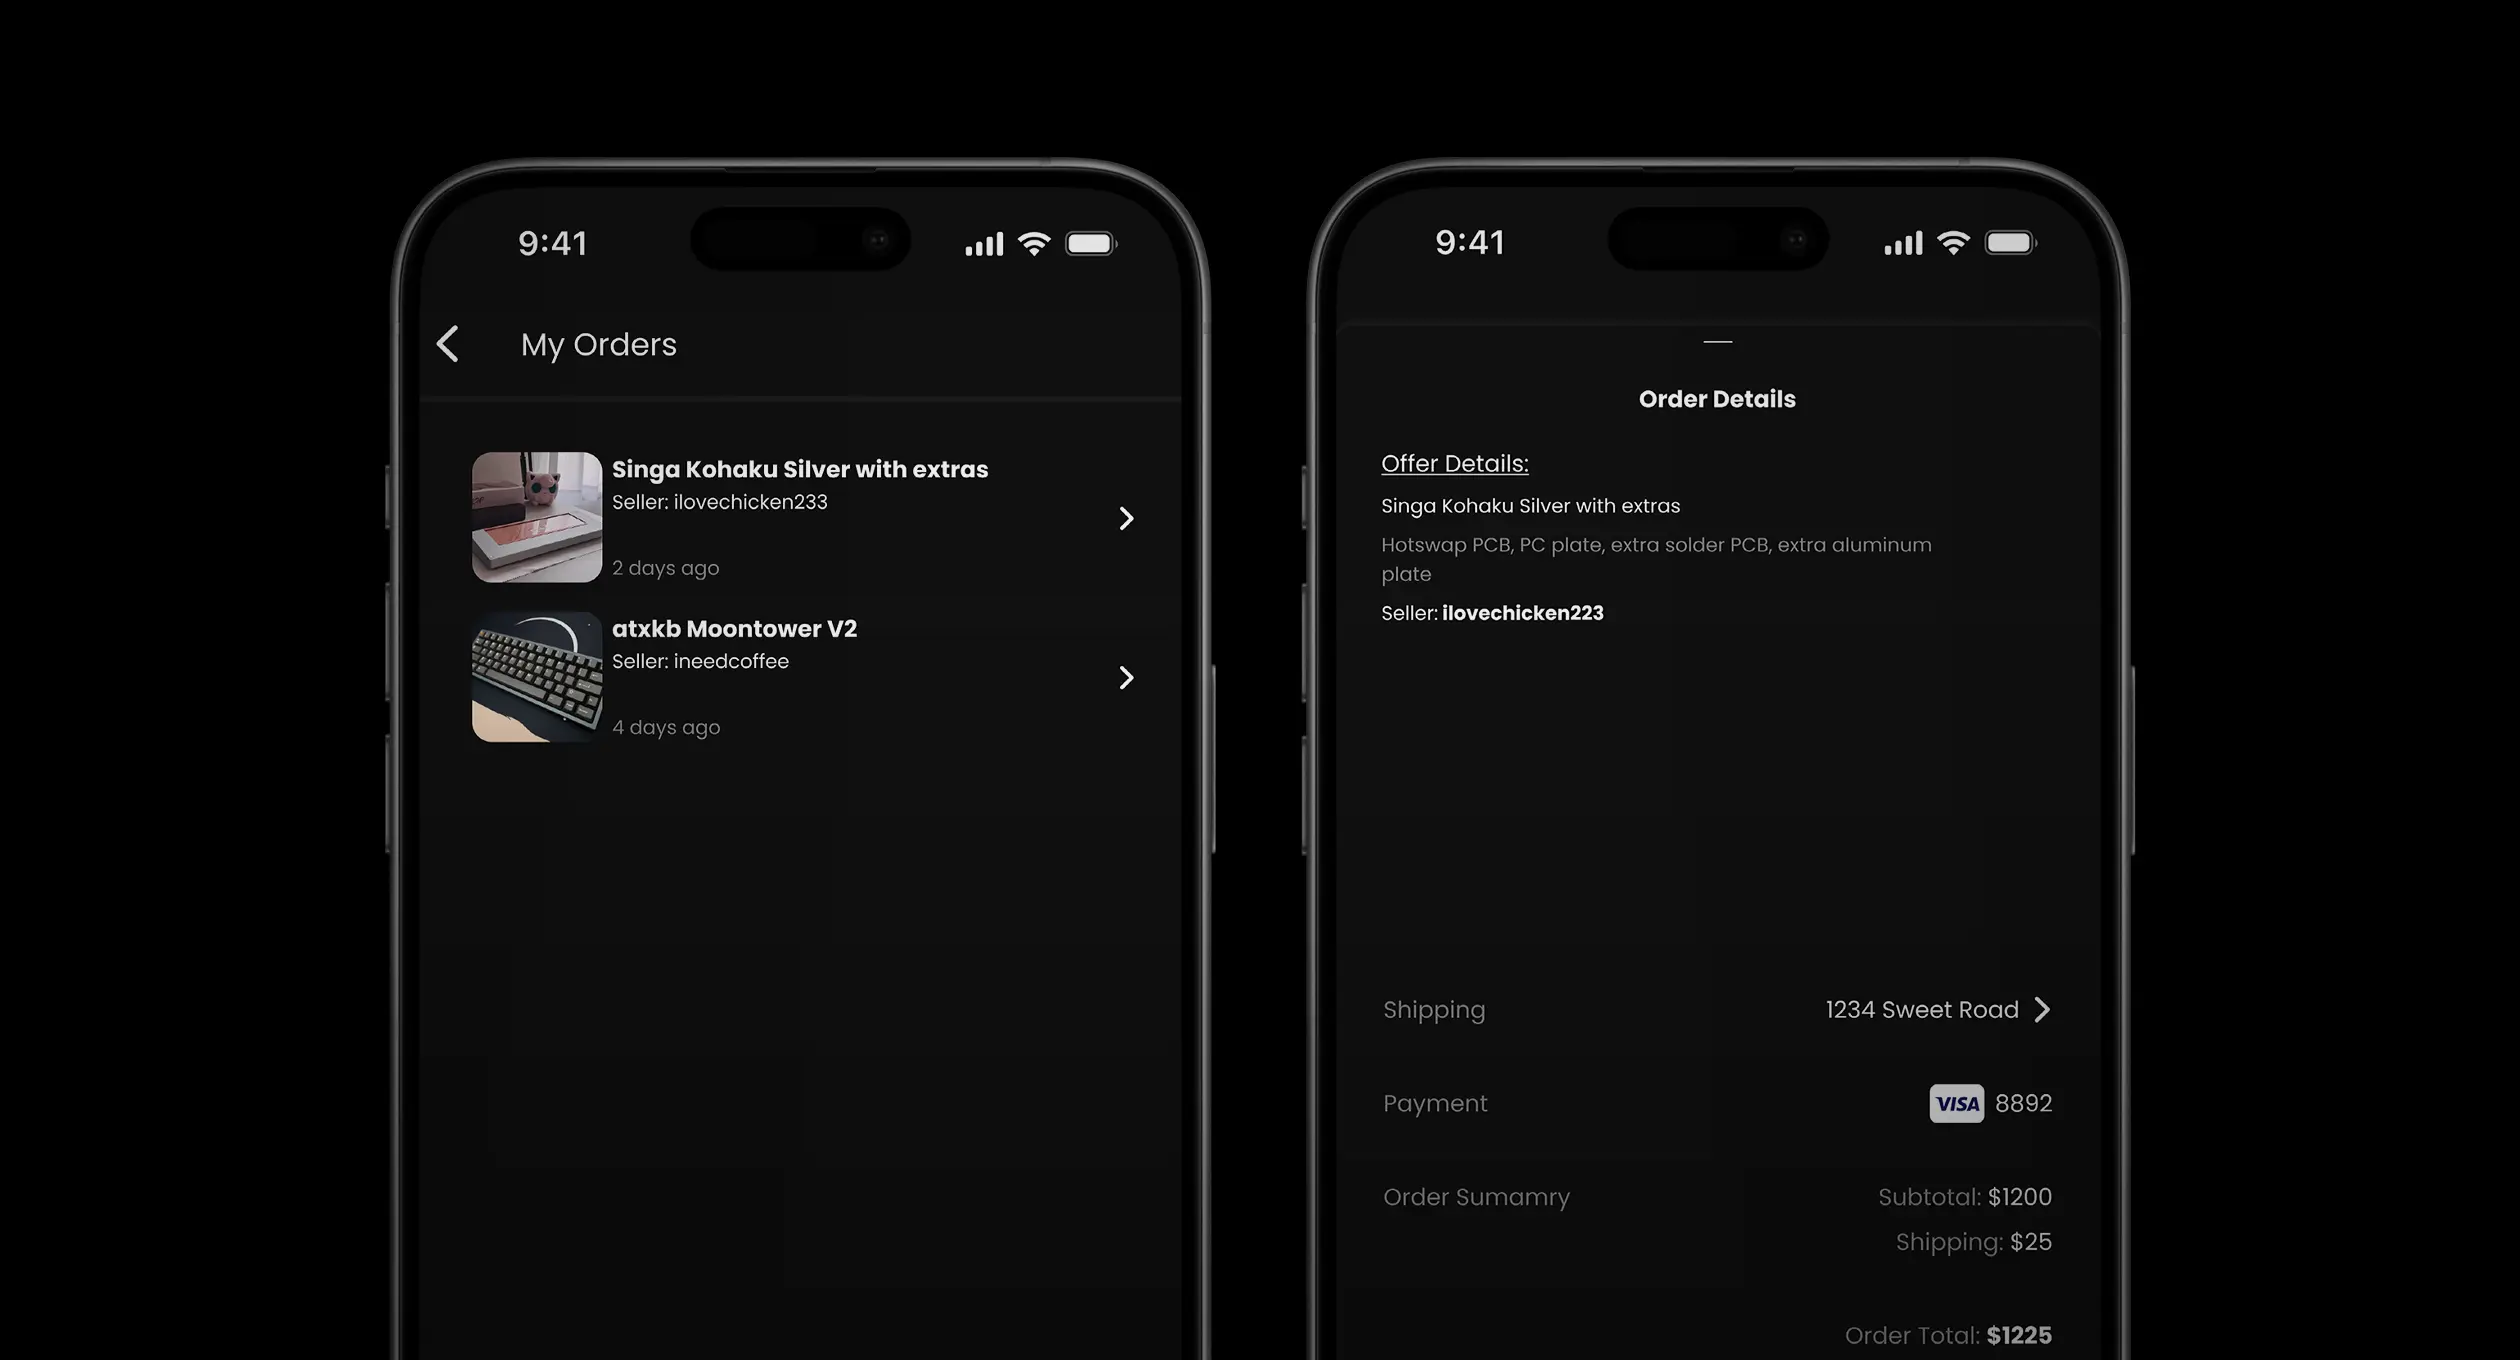 9:41
My Orders
Singa Kohaku Silver with extras
Seller: ilovechicken233
2 days ago
atxkb Moontower V2
Seller: ineedcoffee
4 days ago
9:41
Order Details
Offer Details:
Singa Kohaku Silver with extras
Hotswap PCB, PC plate, extra solder PCB, extra aluminum
plate
Seller: ilovechicken223
Shipping 1234 Sweet Road
Payment VISA 8892
Order Sumamry Subtotal: $1200
Shipping: $25
Order Total: $1225